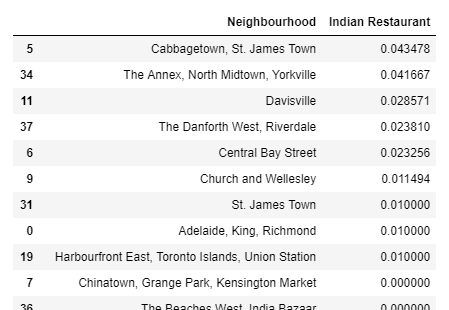 Neighbourhood Indian Restaurant
5 Cabbagetown, St. James Town 0.043478
34 The Annex, North Midtown, Yorkville 0.041667
11 Davisville 0.028571
37 The Danforth West, Riverdale 0.023810
6 Central Bay Street 0.023256
9 Church and Wellesley 0.011494
31 St. James Town 0.010000
0 Adelaide, King, Richmond 0.010000
19 Harbourfront East, Toronto Islands, Union Station 0.010000
7 Chinatown, Grange Park, Kensington Market 0.000000
36 The Beaches West, India Bazaar 0.000000